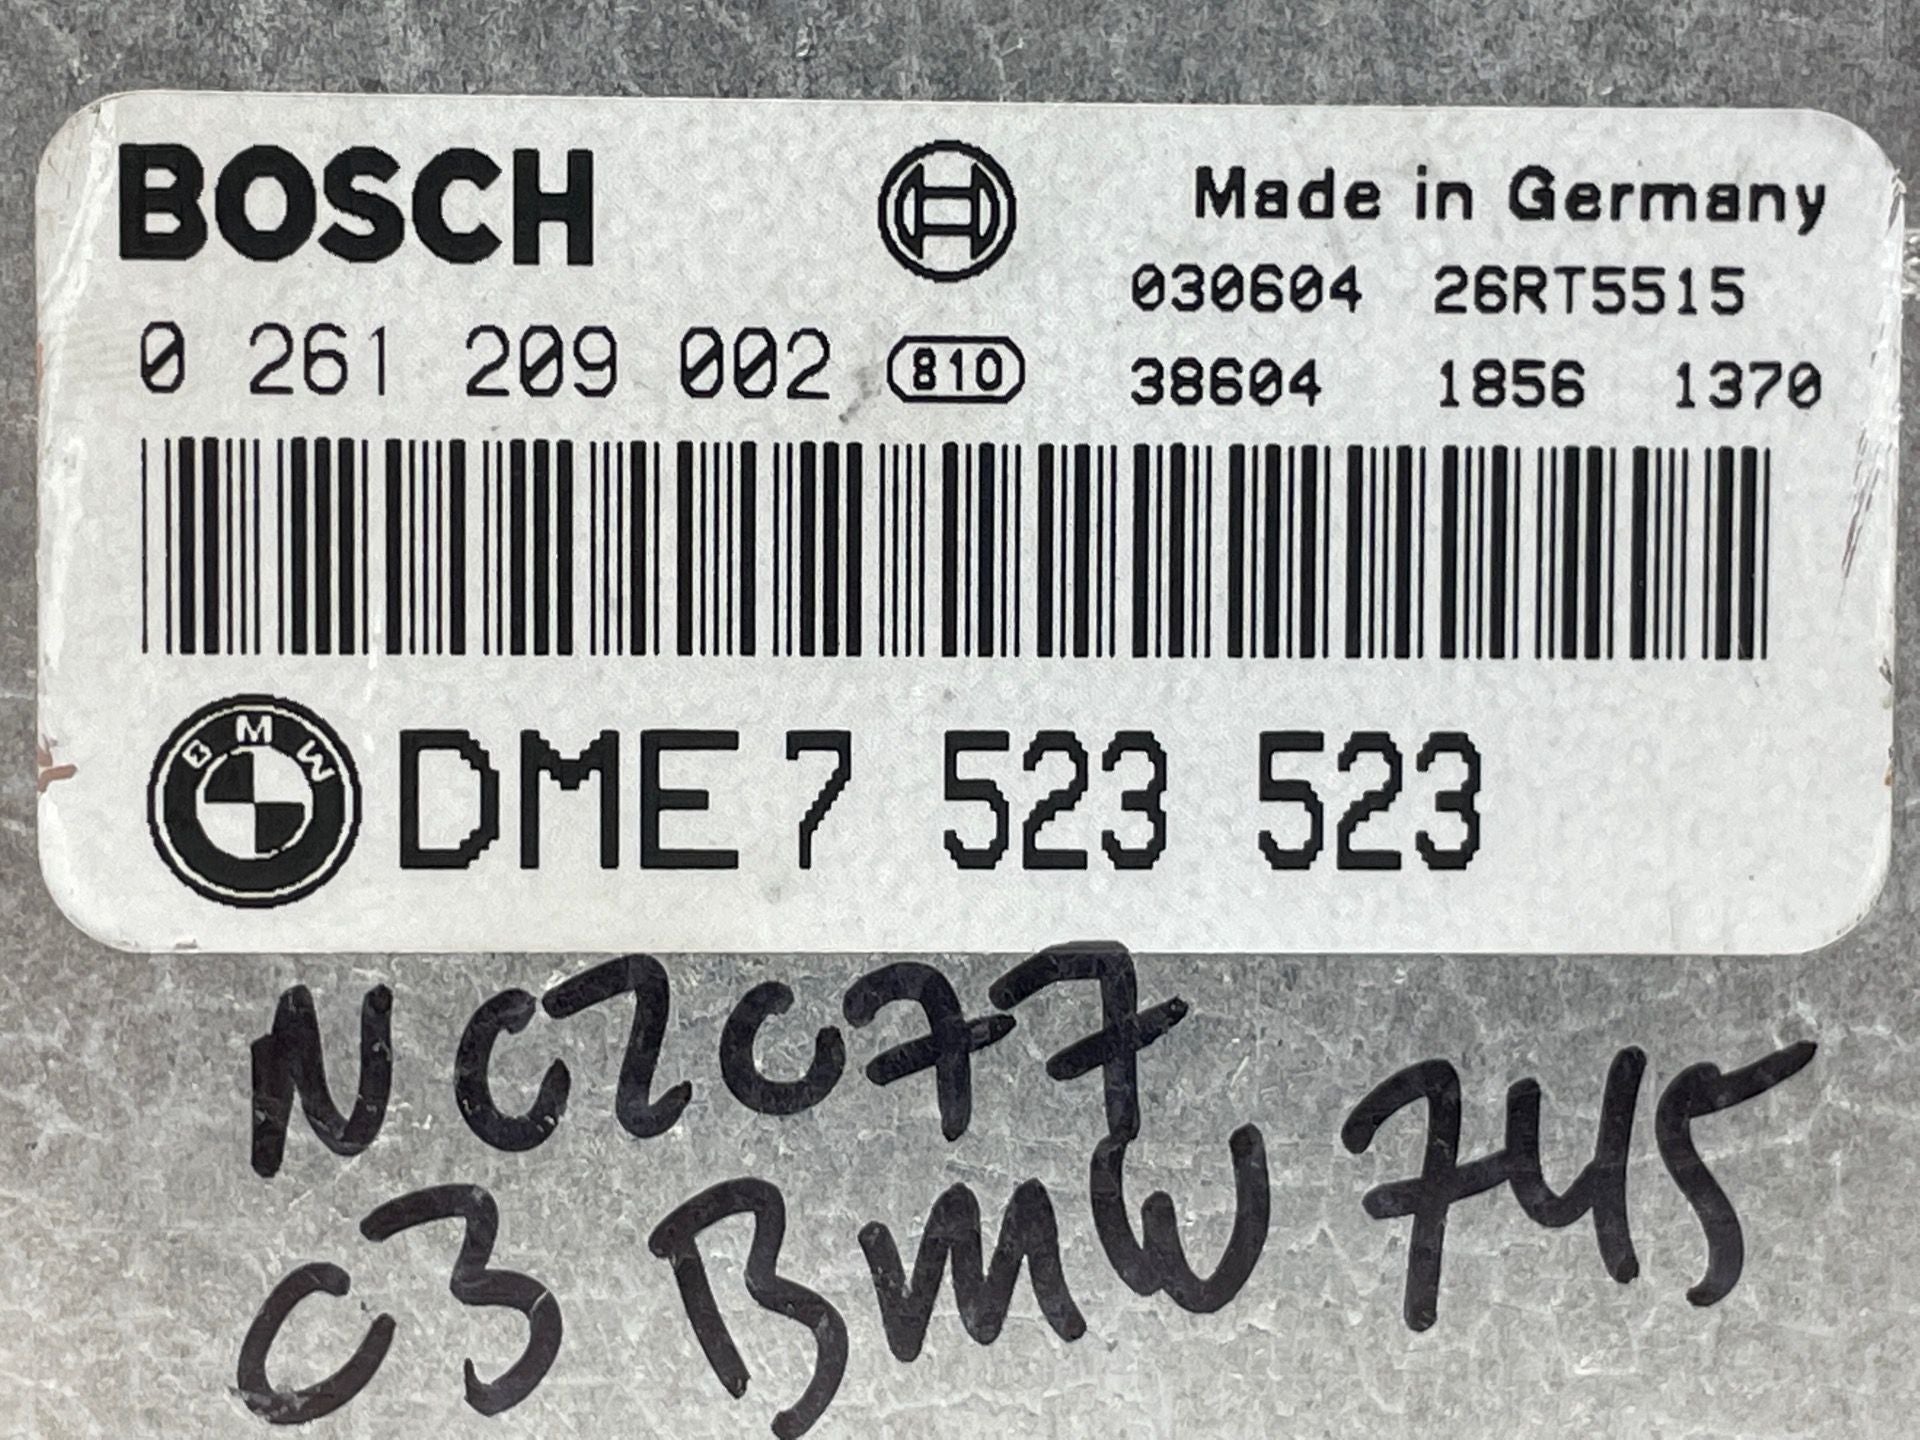 BOSCH
Made in Germany
030604 26RT5515
0 261 209 002 810
38604 1856 1370
BMW
DME 7 523 523
N02077
03 BMW 745